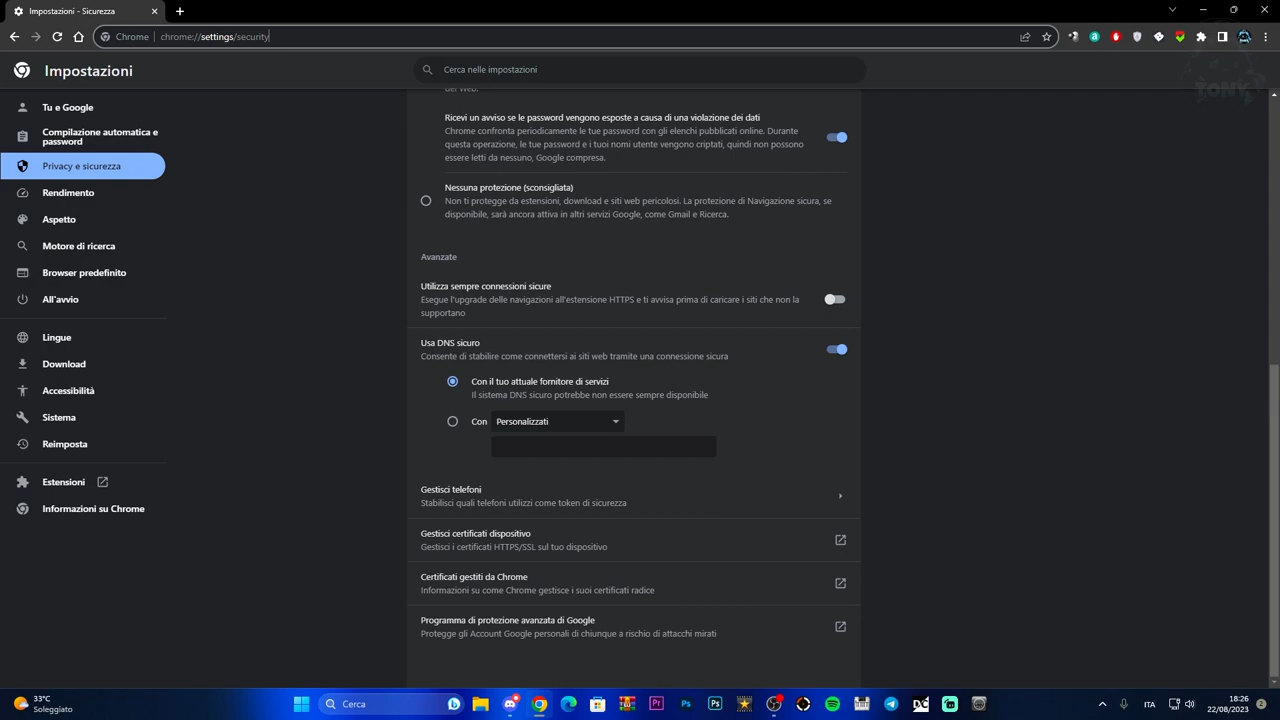 Impostazioni - Sicurezza
Chrome
chrome://settings/security
Impostazioni
Cerca nelle impostazioni
TONY
Tu e Google
Compilazione automatica e
password
Privacy e sicurezza
Rendimento
Aspetto
Motore di ricerca
Browser predefinito
All'avvio
Lingue
Download
Accessibilità
Sistema
Reimposta
Estensioni
Informazioni su Chrome
del Web.
Ricevi un avviso se le password vengono esposte a causa di una violazione dei dati
Chrome confronta periodicamente le tue password con gli elenchi pubblicati online. Durante
questa operazione, le tue password e i tuoi nomi utente vengono criptati, quindi non possono
essere letti da nessuno, Google compresa.
Nessuna protezione (sconsigliata)
Non ti protegge da estensioni, download e siti web pericolosi. La protezione di Navigazione sicura, se
disponibile, sarà ancora attiva in altri servizi Google, come Gmail e Ricerca.
Avanzate
Utilizza sempre connessioni sicure
Esegue l'upgrade delle navigazioni all'estensione HTTPS e ti avvisa prima di caricare i siti che non la
supportano
Usa DNS sicuro
Consente di stabilire come connettersi ai siti web tramite una connessione sicura
Con il tuo attuale fornitore di servizi
Il sistema DNS sicuro potrebbe non essere sempre disponibile
Con Personalizzati
Gestisci telefoni
Stabilisci quali telefoni utilizzi come token di sicurezza
Gestisci certificati dispositivo
Gestisci i certificati HTTPS/SSL sul tuo dispositivo
Certificati gestiti da Chrome
Informazioni su come Chrome gestisce i suoi certificati radice
Programma di protezione avanzata di Google
Protegge gli Account Google personali di chiunque a rischio di attacchi mirati
33°C
Soleggiato
Cerca
Pr
Ps
Ps
ITA
18:26
22/08/2023